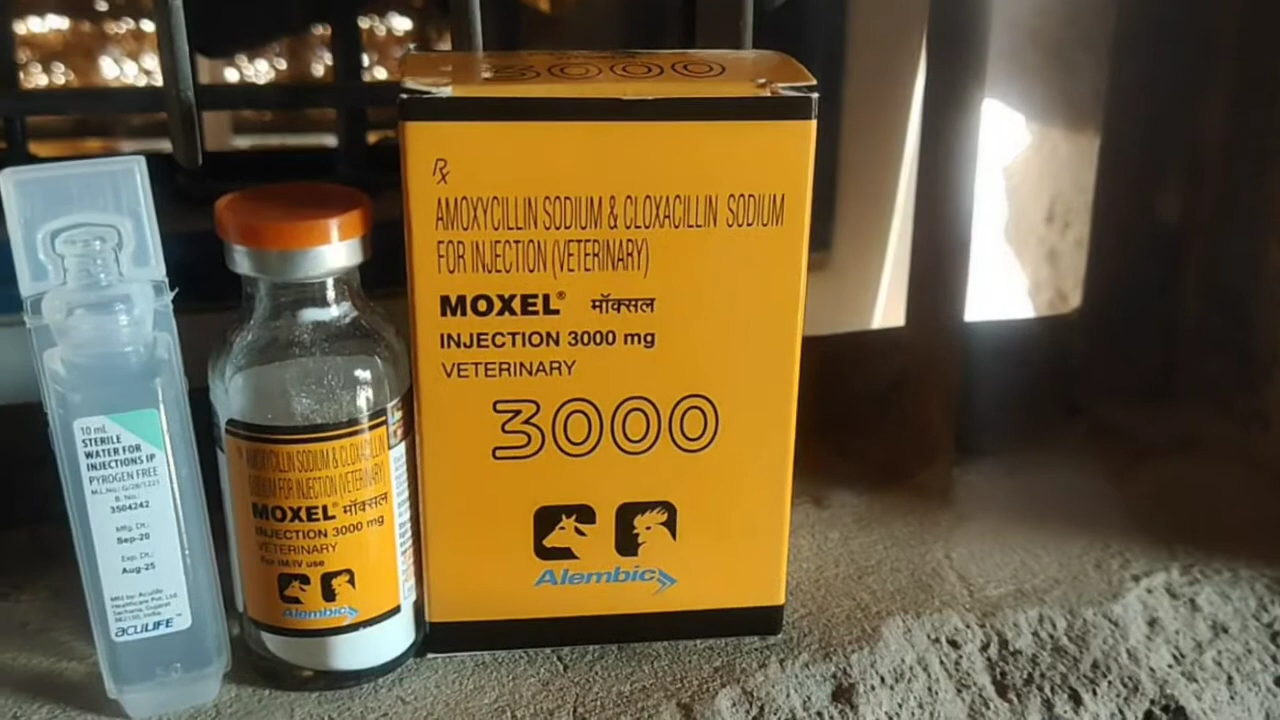 10 mL
STERILE
WATER FOR
INJECTIONS IP
PYROGEN FREE
M.L.No.: G/28/1221
B. No.:
3504242
Mfg. Dt.:
Sep-20
Exp. Dt.:
Aug-25
Mfd by: Aculife
Healthcare Pvt. Ltd.
Sachana, Gujarat
382150, India.
acULIFE™
AMOXYCILLIN SODIUM & CLOXACILLIN
SODIUM FOR INJECTION (VETERINARY)
MOXEL® मॉक्सल
INJECTION 3000 mg
VETERINARY
For IM/IV use
Alembic
3000
Rx
AMOXYCILLIN SODIUM & CLOXACILLIN SODIUM
FOR INJECTION (VETERINARY)
MOXEL® मॉक्सल
INJECTION 3000 mg
VETERINARY
3000
Alembic